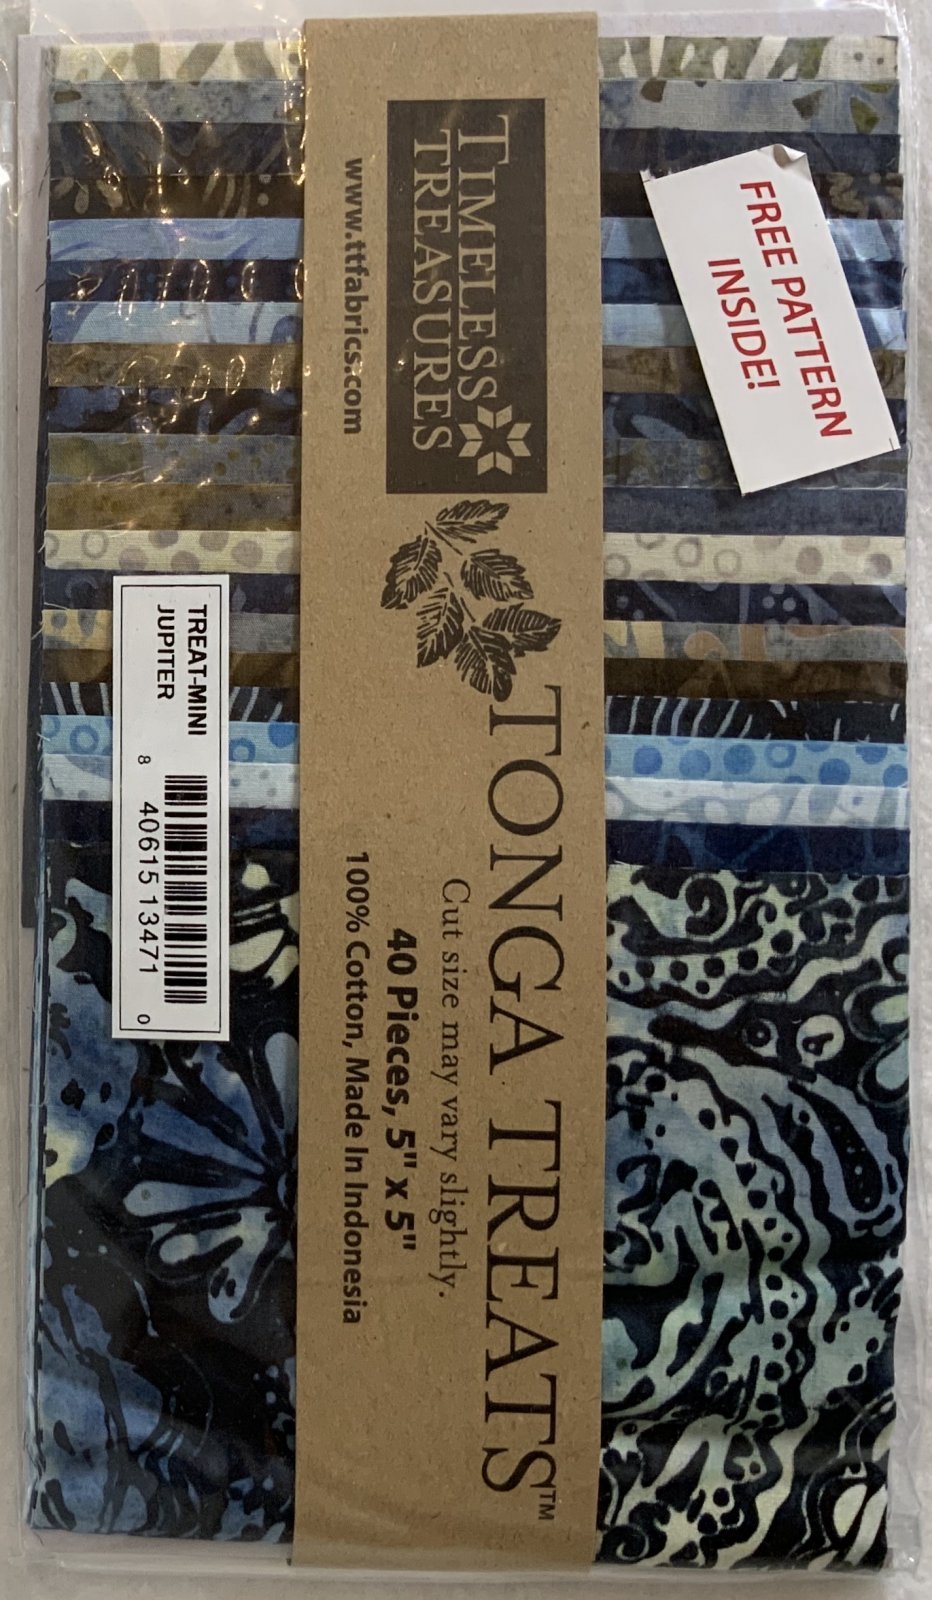 TIMELESS
TREASURES
www.ttfabrics.com
TONGA TREATS™
Cut size may vary slightly.
40 Pieces, 5" x 5"
100% Cotton, Made In Indonesia
FREE PATTERN
INSIDE!
TREAT-MINI
JUPITER
8 40615 13471 0